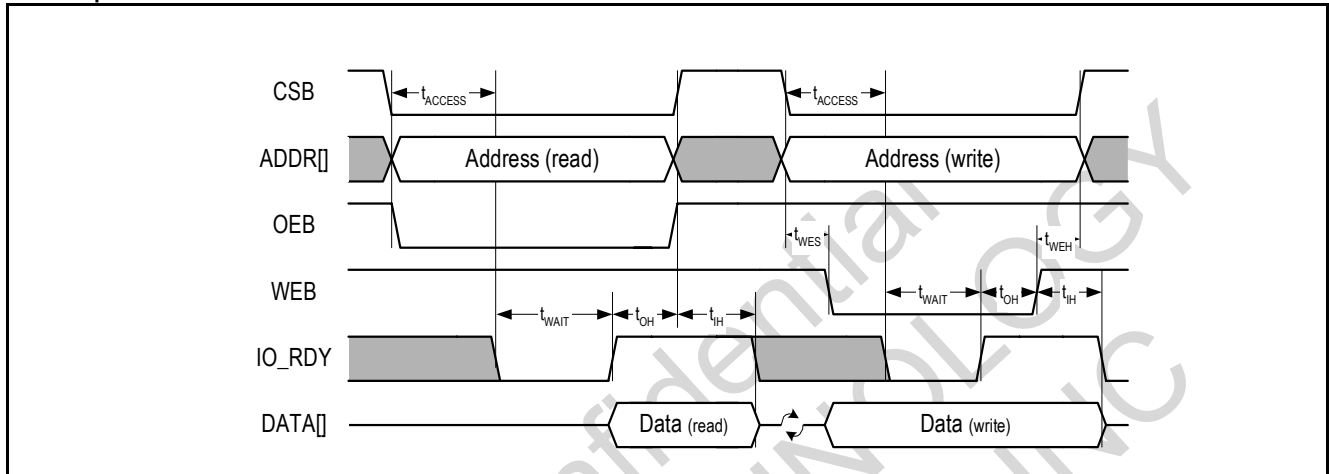 CSB tACCESS tACCESS
ADDR[] Address (read) Address (write)
OEB
tWES tWEH
WEB
tWAIT tOH tIH
tWAIT tOH tIH
IO_RDY
DATA[] Data (read) Data (write)